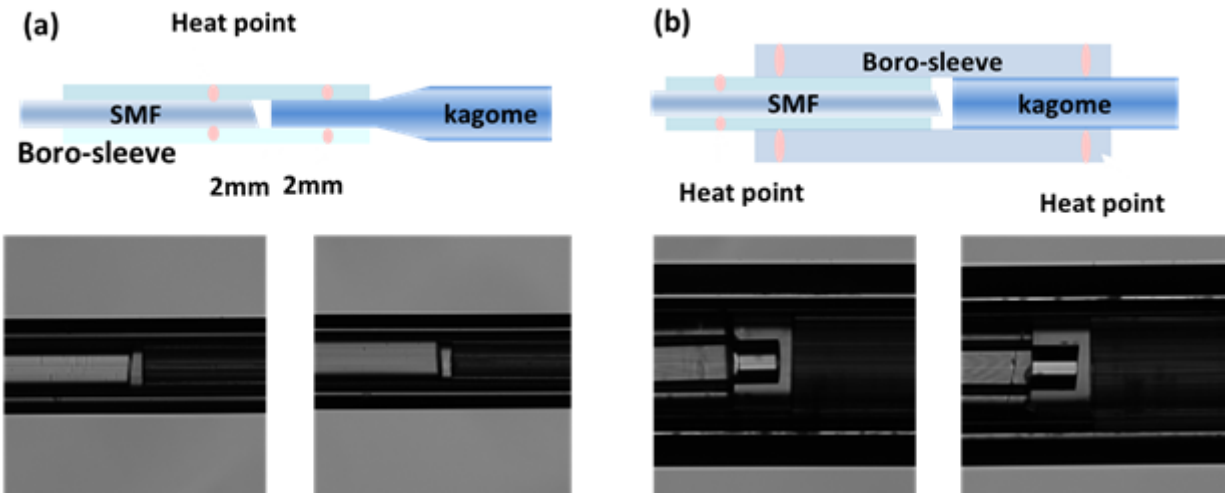 (a)
Heat point
SMF
kagome
Boro-sleeve
2mm 2mm
(b)
Boro-sleeve
SMF
kagome
Heat point
Heat point